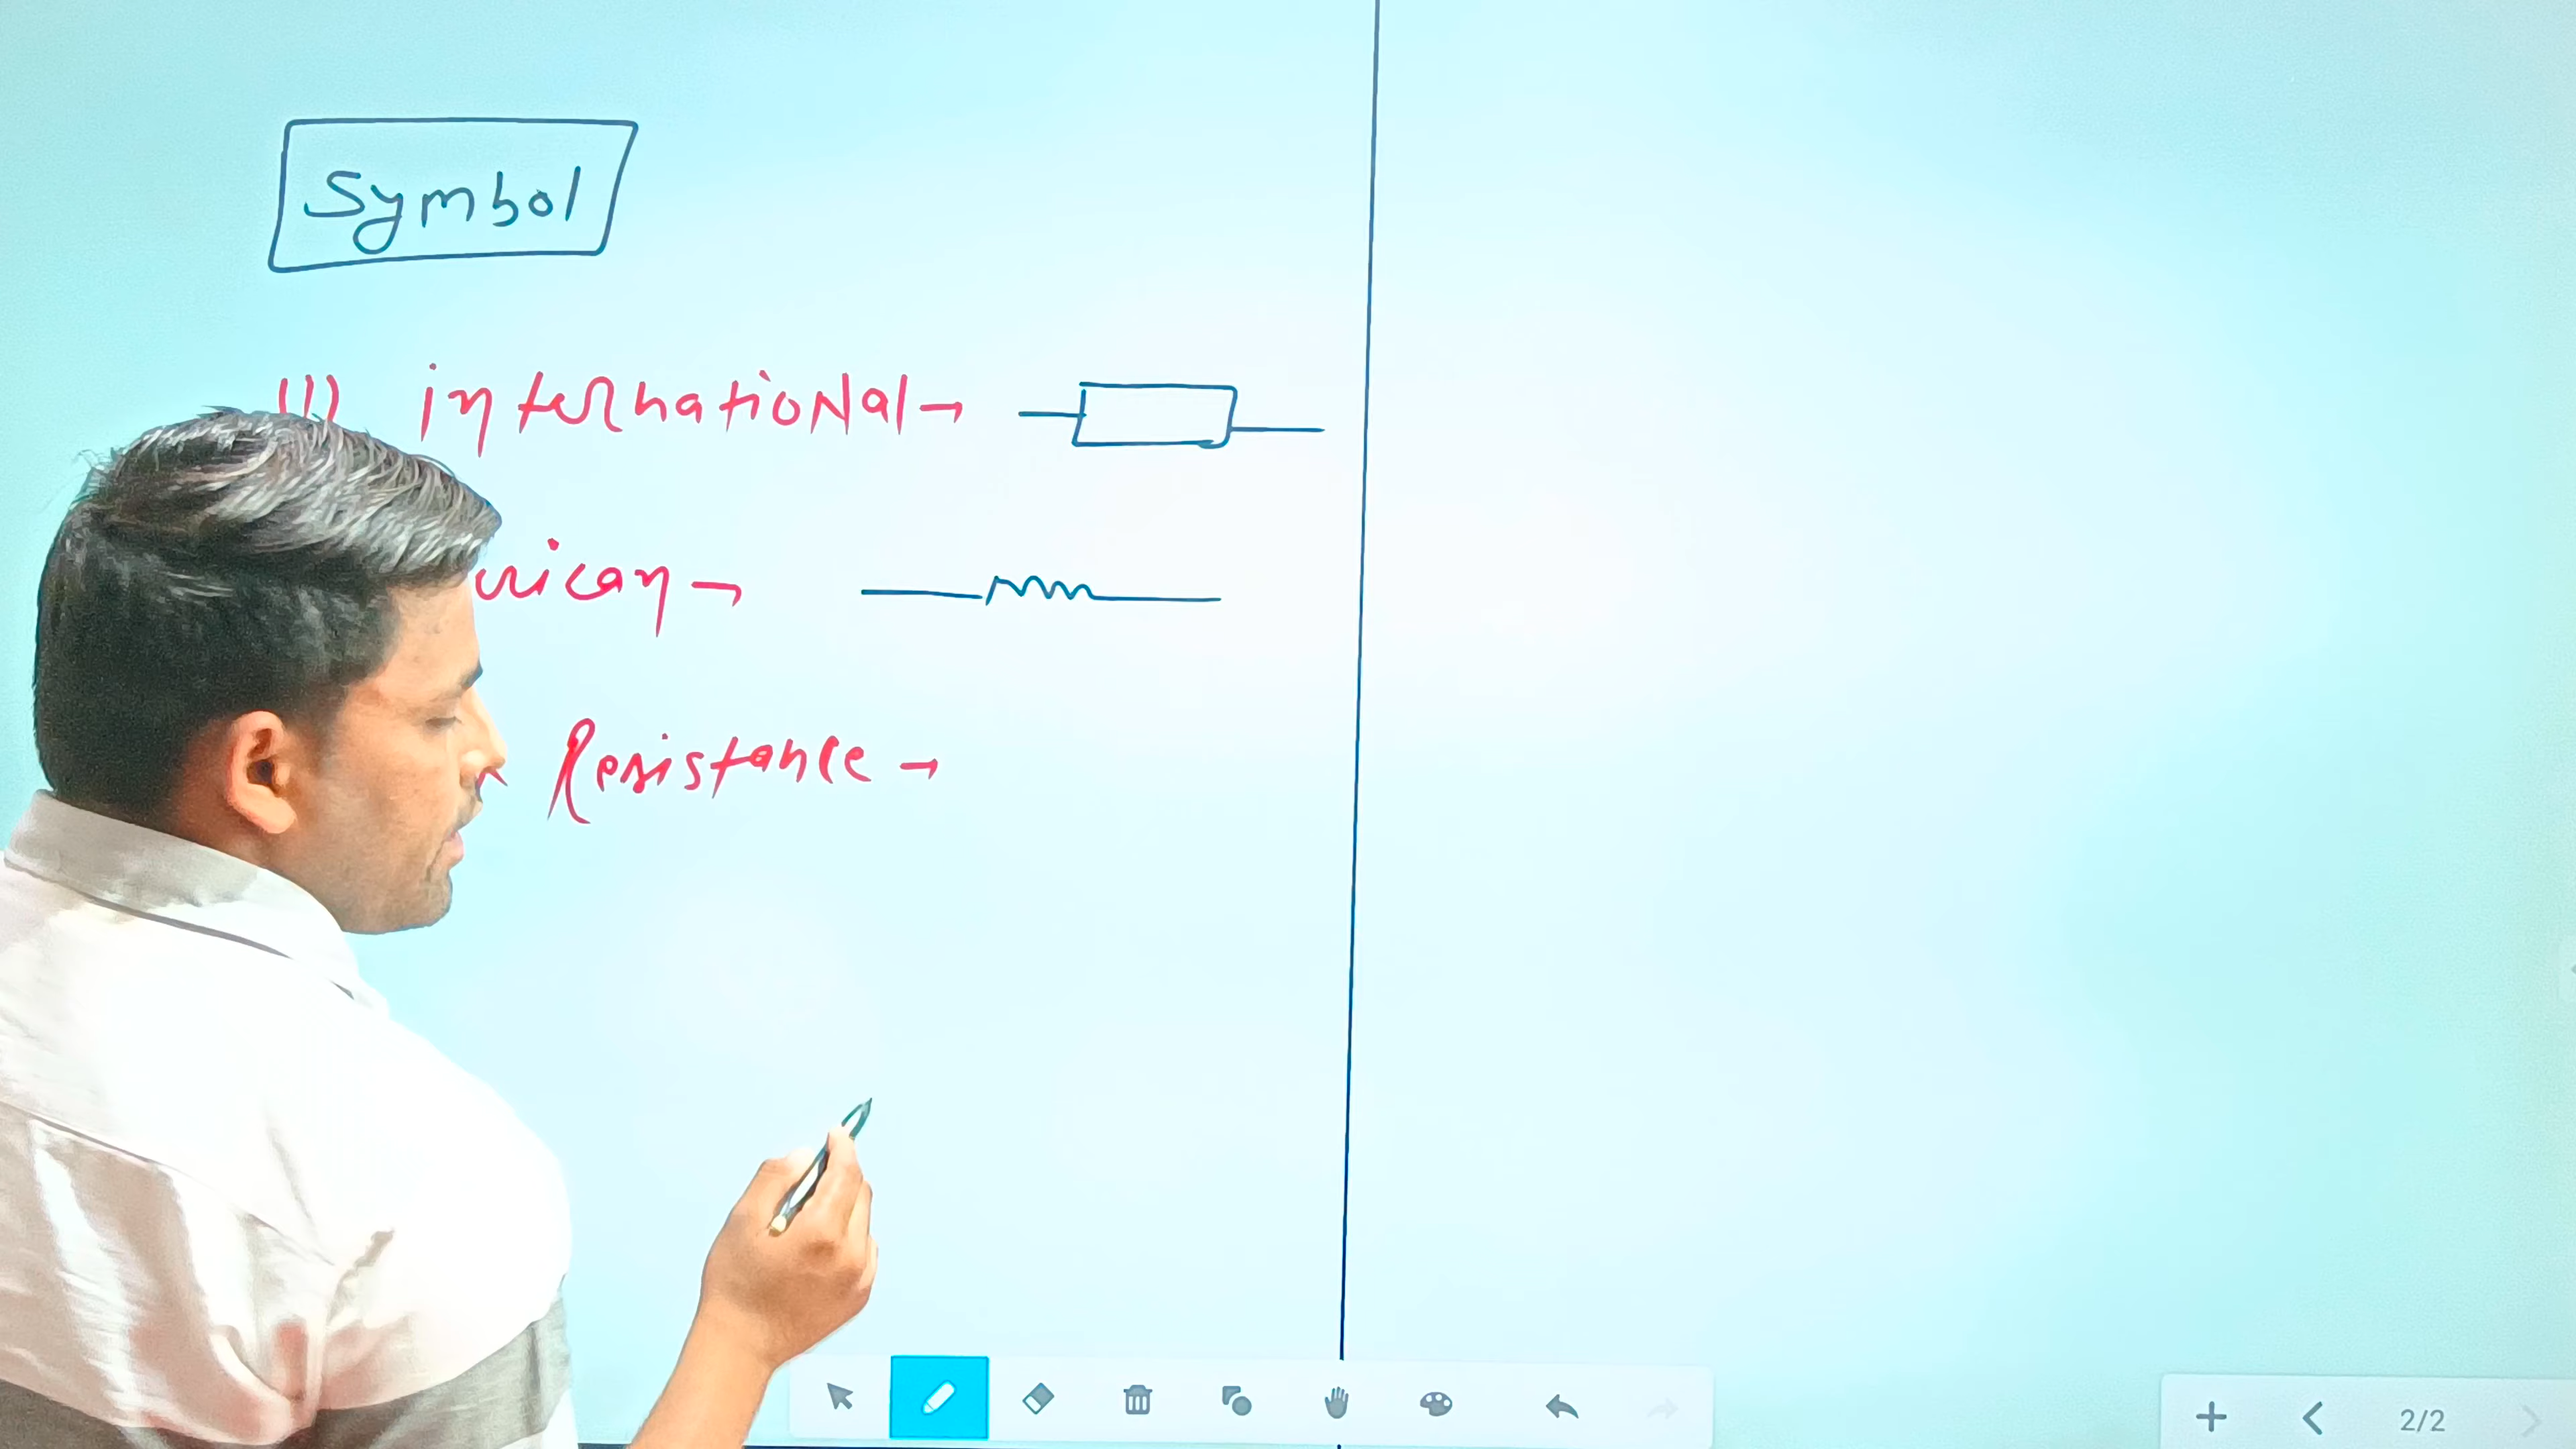 Symbol
(1) international→
rican→
Resistance→
2/2